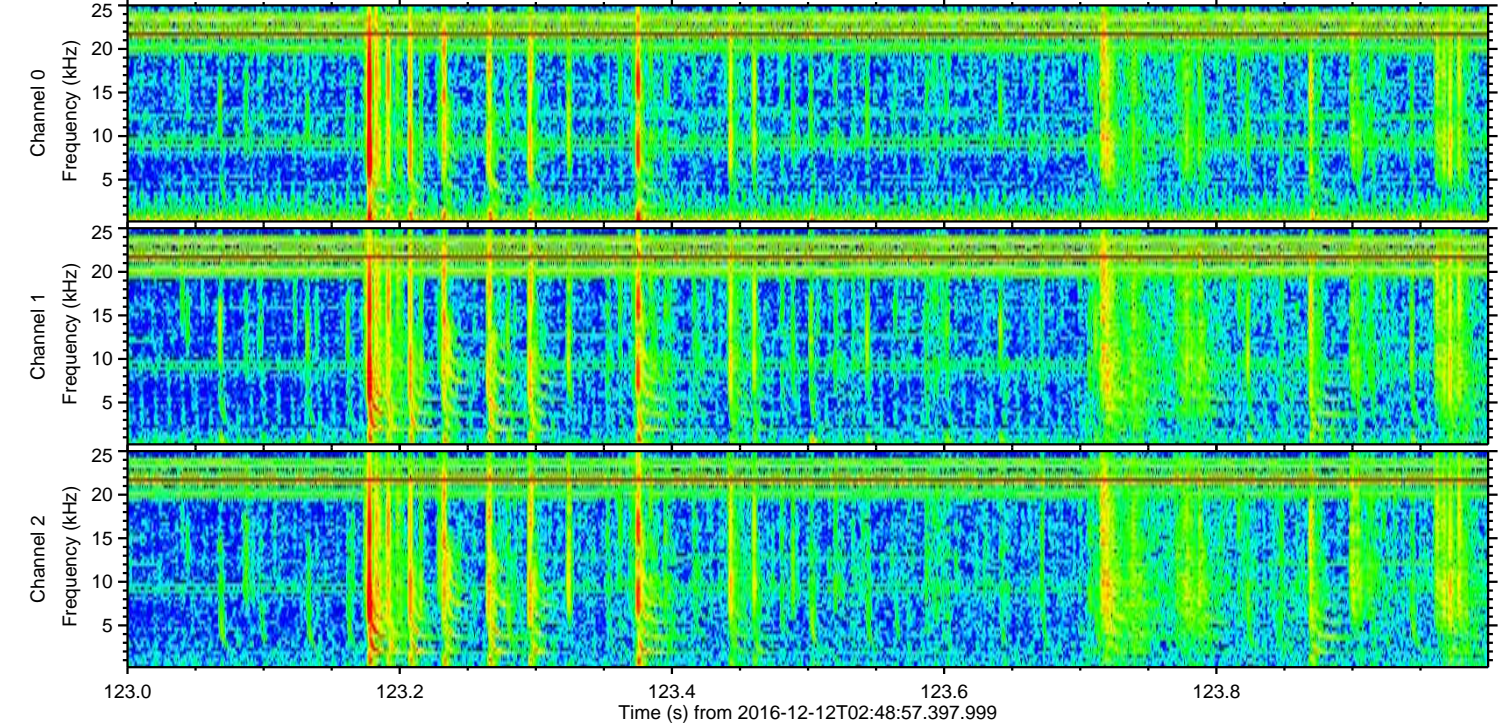 Channel 0
Frequency (kHz)
25
20
15
10
5
Channel 1
Frequency (kHz)
25
20
15
10
5
Channel 2
Frequency (kHz)
25
20
15
10
5
123.0 123.2 123.4 123.6 123.8
Time (s) from 2016-12-12T02:48:57.397.999